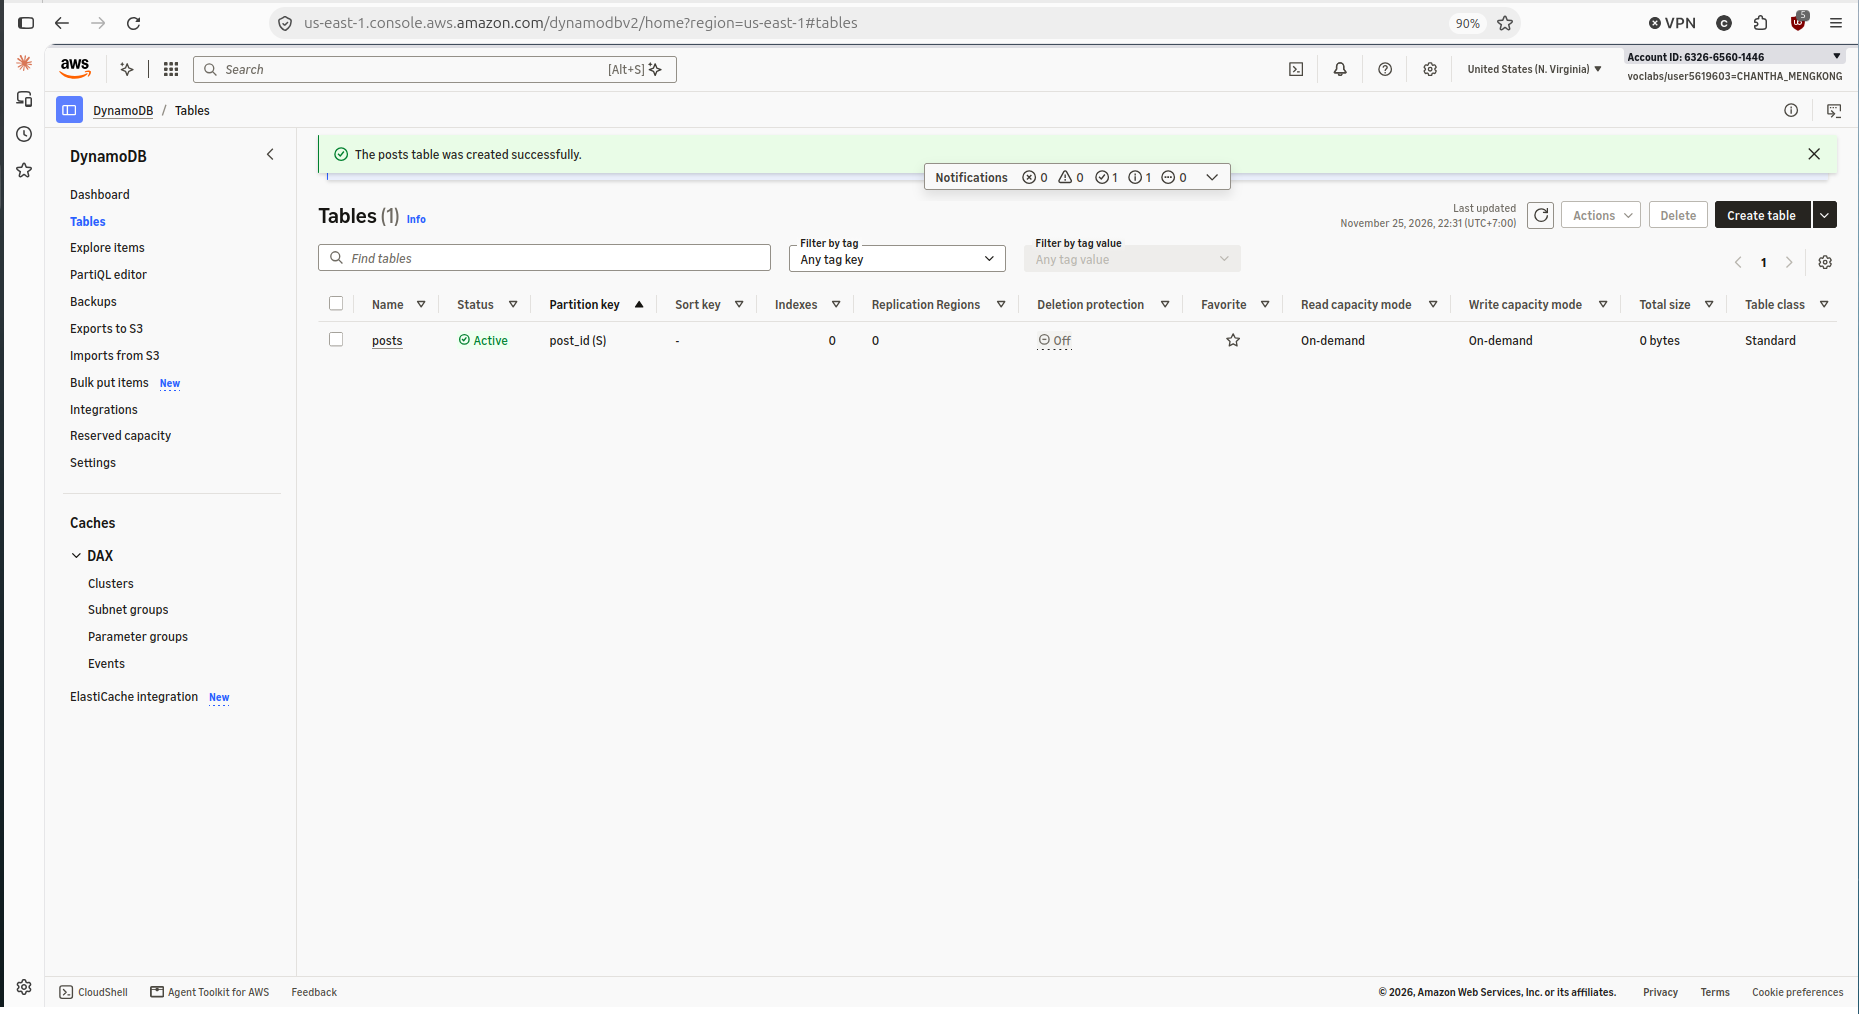 us-east-1.console.aws.amazon.com/dynamodbv2/home?region=us-east-1#tables
90%
VPN
C
5
aws
Search
[Alt+S]
United States (N. Virginia)
Account ID: 6326-6560-1446
voclabs/user5619603=CHANTHA_MENGKONG
DynamoDB / Tables
DynamoDB
Dashboard
Tables
Explore items
PartiQL editor
Backups
Exports to S3
Imports from S3
Bulk put items New
Integrations
Reserved capacity
Settings
Caches
DAX
Clusters
Subnet groups
Parameter groups
Events
ElastiCache integration New
The posts table was created successfully.
Notifications 0 0 1 1 0
Tables (1) Info
Last updated
November 25, 2026, 22:31 (UTC+7:00)
Actions
Delete
Create table
Find tables
Filter by tag
Any tag key
Filter by tag value
Any tag value
1
Name Status Partition key Sort key Indexes Replication Regions Deletion protection Favorite Read capacity mode Write capacity mode Total size Table class
posts Active post_id (S) - 0 0 Off On-demand On-demand 0 bytes Standard
CloudShell Agent Toolkit for AWS Feedback
© 2026, Amazon Web Services, Inc. or its affiliates. Privacy Terms Cookie preferences